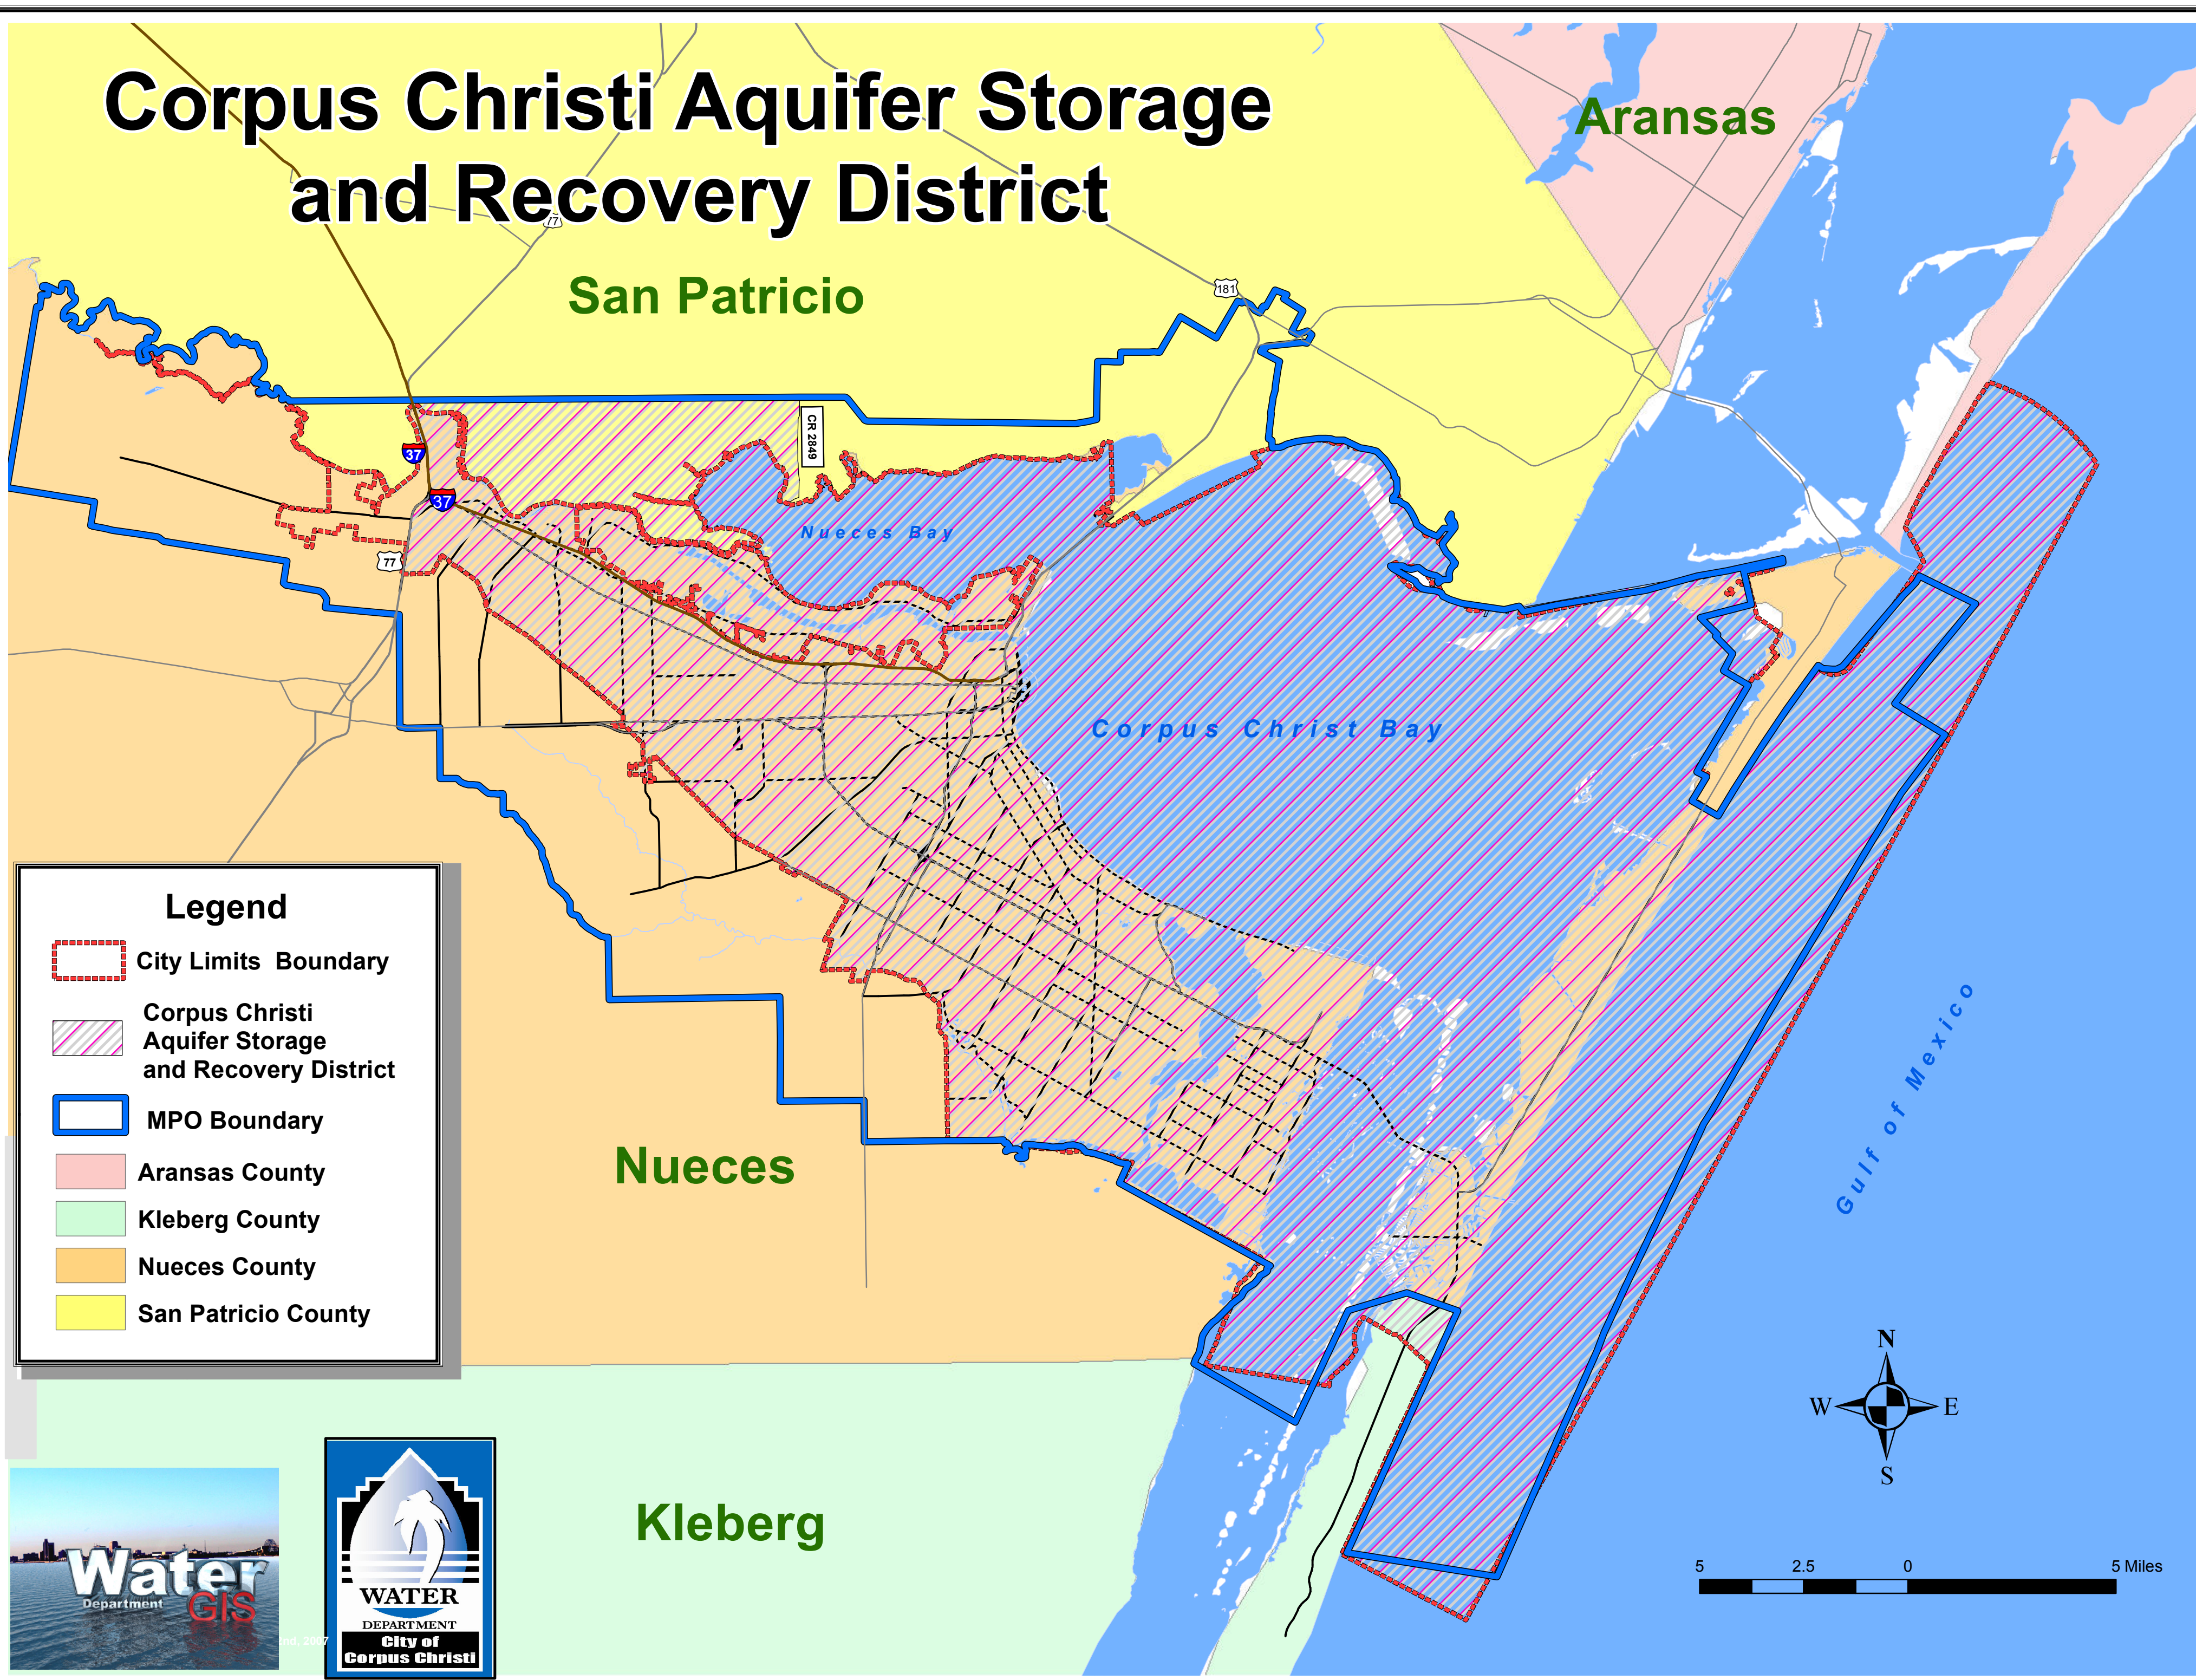 Corpus Christi Aquifer Storage
and Recovery District
Aransas
77
San Patricio
181
CR 2849
37
37
Nueces Bay
77
Corpus Christ Bay
Legend
City Limits Boundary
Corpus Christi
Aquifer Storage
and Recovery District
MPO Boundary
Aransas County
Kleberg County
Nueces County
San Patricio County
Gulf of Mexico
Nueces
Kleberg
N
W
E
S
5
2.5
0
5 Miles
Water
Department
GIS
2007
WATER
DEPARTMENT
City of
Corpus Christi